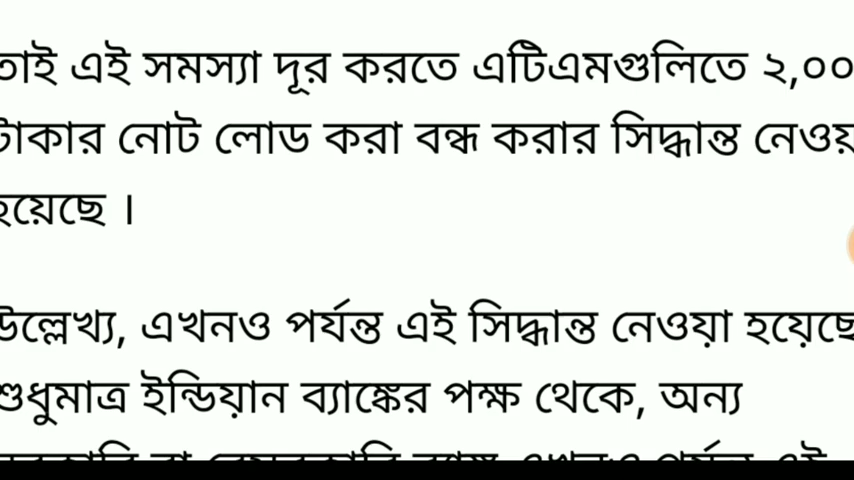 তাই এই সমস্যা দূর করতে এটিএমগুলিতে ২,০০
টাকার নোট লোড করা বন্ধ করার সিদ্ধান্ত নেওয়
হয়েছে ।
উল্লেখ্য, এখনও পর্যন্ত এই সিদ্ধান্ত নেওয়া হয়েছে
শুধুমাত্র ইন্ডিয়ান ব্যাঙ্কের পক্ষ থেকে, অন্য